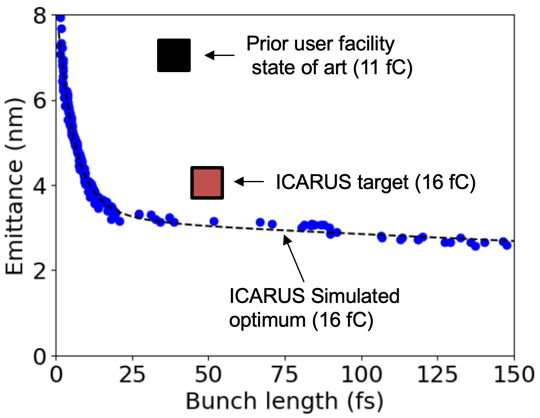 8
Prior user facility
state of art (11 fC)
6
Emittance (nm)
4
ICARUS target (16 fC)
2
ICARUS Simulated
optimum (16 fC)
0
0 25 50 75 100 125 150
Bunch length (fs)